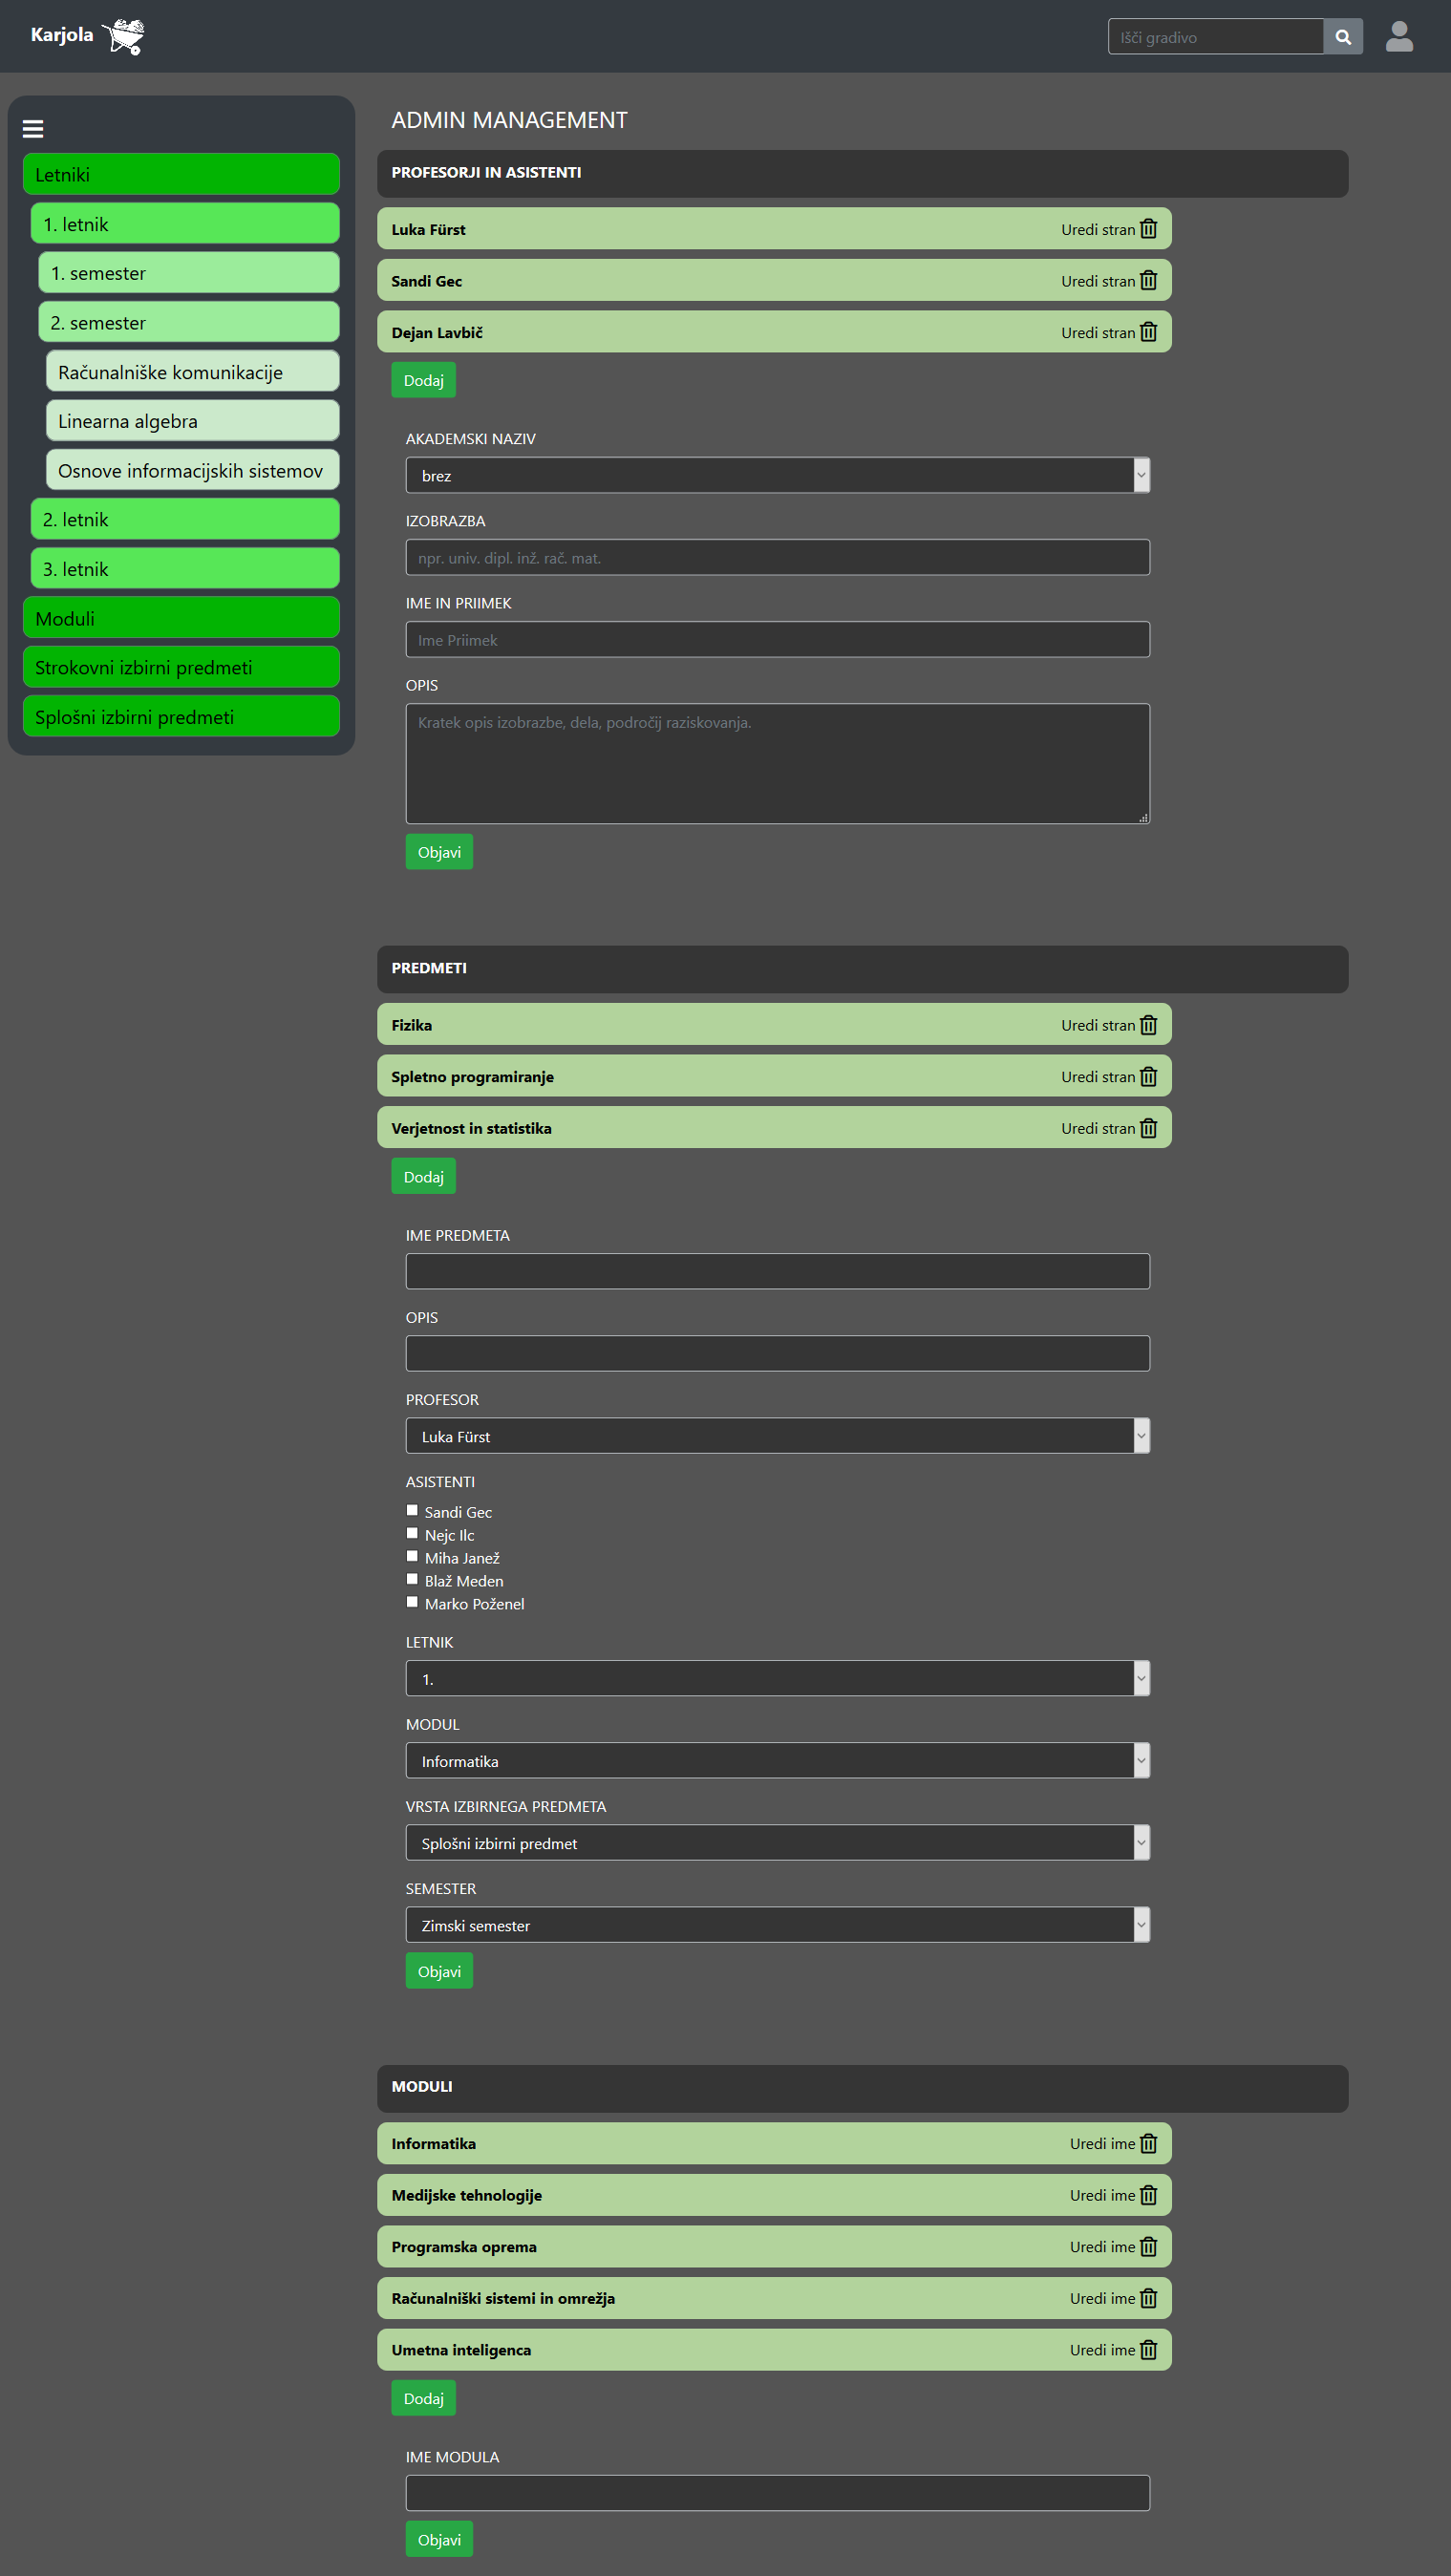 Karjola
Išči gradivo
Letniki
1. letnik
1. semester
2. semester
Računalniške komunikacije
Linearna algebra
Osnove informacijskih sistemov
2. letnik
3. letnik
Moduli
Strokovni izbirni predmeti
Splošni izbirni predmeti
ADMIN MANAGEMENT
PROFESORJI IN ASISTENTI
Luka Fürst Uredi stran
Sandi Gec Uredi stran
Dejan Lavbič Uredi stran
Dodaj
AKADEMSKI NAZIV
brez
IZOBRAZBA
npr. univ. dipl. inž. rač. mat.
IME IN PRIIMEK
Ime Priimek
OPIS
Kratek opis izobrazbe, dela, področij raziskovanja.
Objavi
PREDMETI
Fizika Uredi stran
Spletno programiranje Uredi stran
Verjetnost in statistika Uredi stran
Dodaj
IME PREDMETA
OPIS
PROFESOR
Luka Fürst
ASISTENTI
Sandi Gec
Nejc Ilc
Miha Janež
Blaž Meden
Marko Poženel
LETNIK
1.
MODUL
Informatika
VRSTA IZBIRNEGA PREDMETA
Splošni izbirni predmet
SEMESTER
Zimski semester
Objavi
MODULI
Informatika Uredi ime
Medijske tehnologije Uredi ime
Programska oprema Uredi ime
Računalniški sistemi in omrežja Uredi ime
Umetna inteligenca Uredi ime
Dodaj
IME MODULA
Objavi